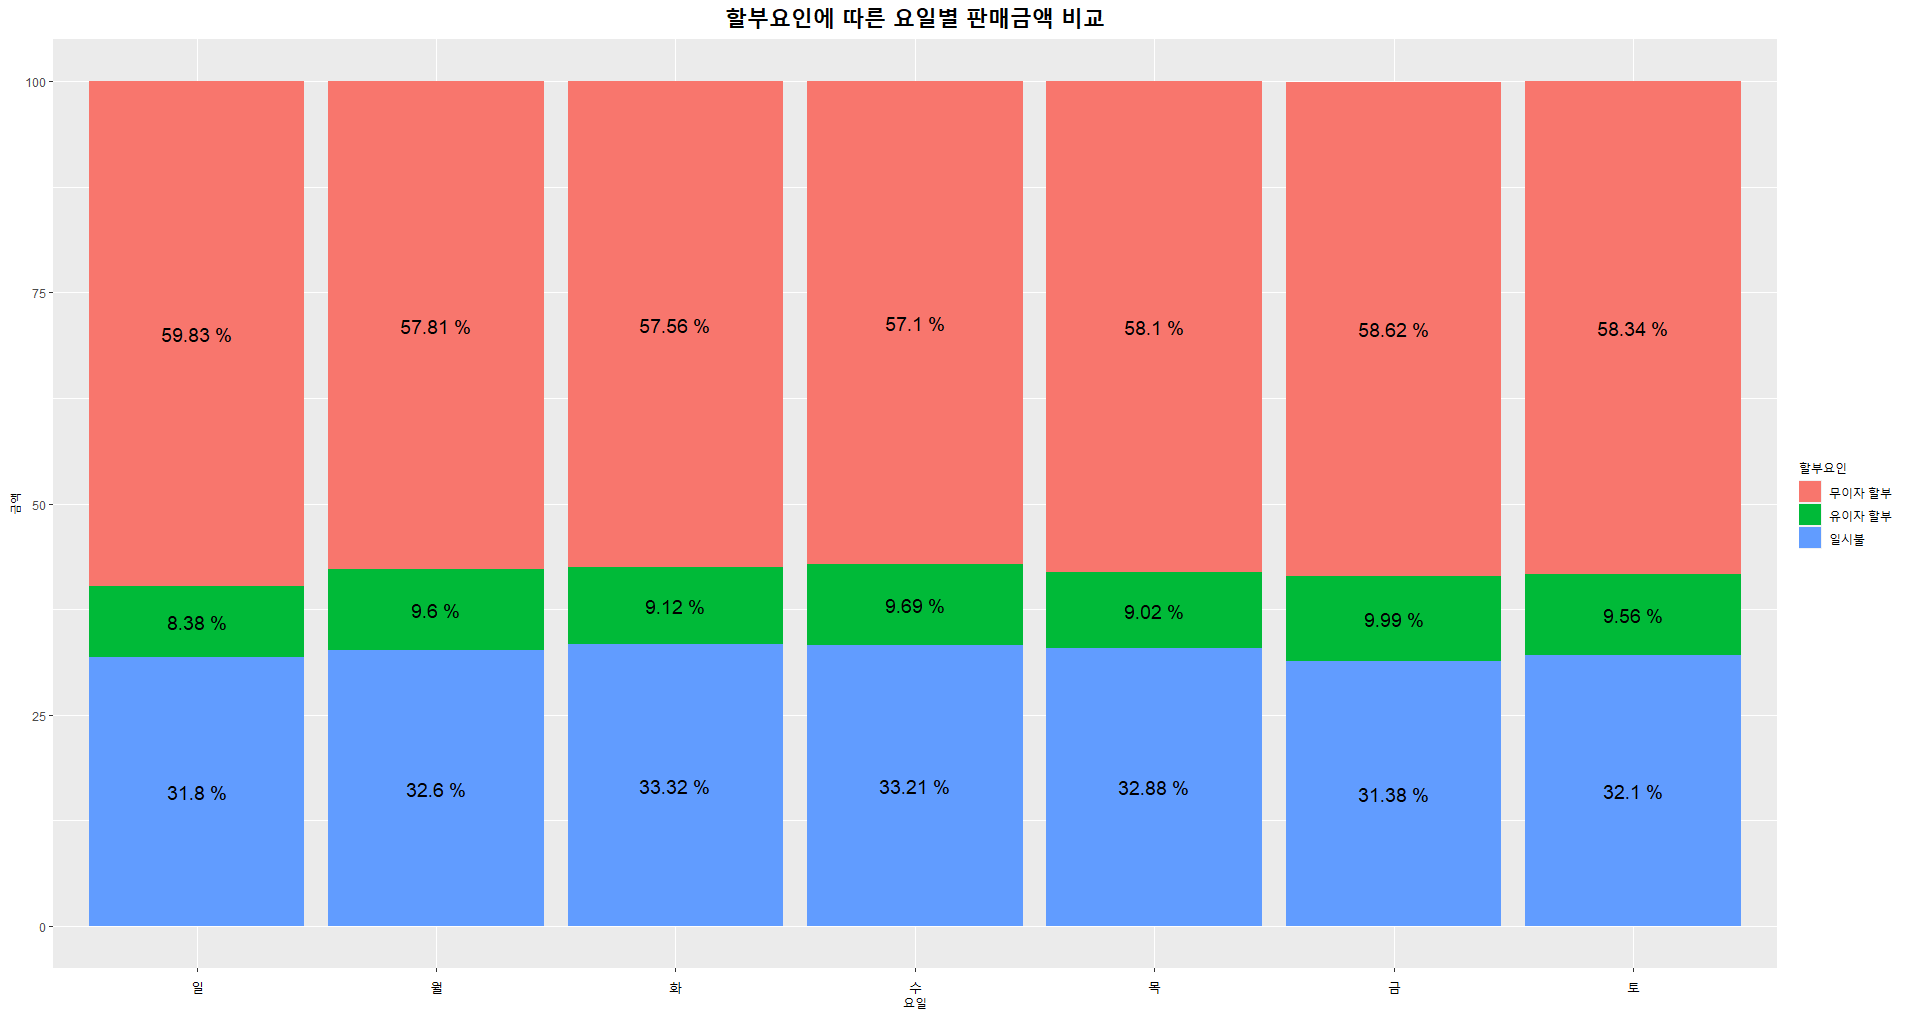 할부요인에 따른 요일별 판매금액 비교
100
75
50
25
0
금액
59.83 %
57.81 %
57.56 %
57.1 %
58.1 %
58.62 %
58.34 %
8.38 %
9.6 %
9.12 %
9.69 %
9.02 %
9.99 %
9.56 %
31.8 %
32.6 %
33.32 %
33.21 %
32.88 %
31.38 %
32.1 %
일
월
화
수
목
금
토
요일
할부요인
무이자 할부
유이자 할부
일시불